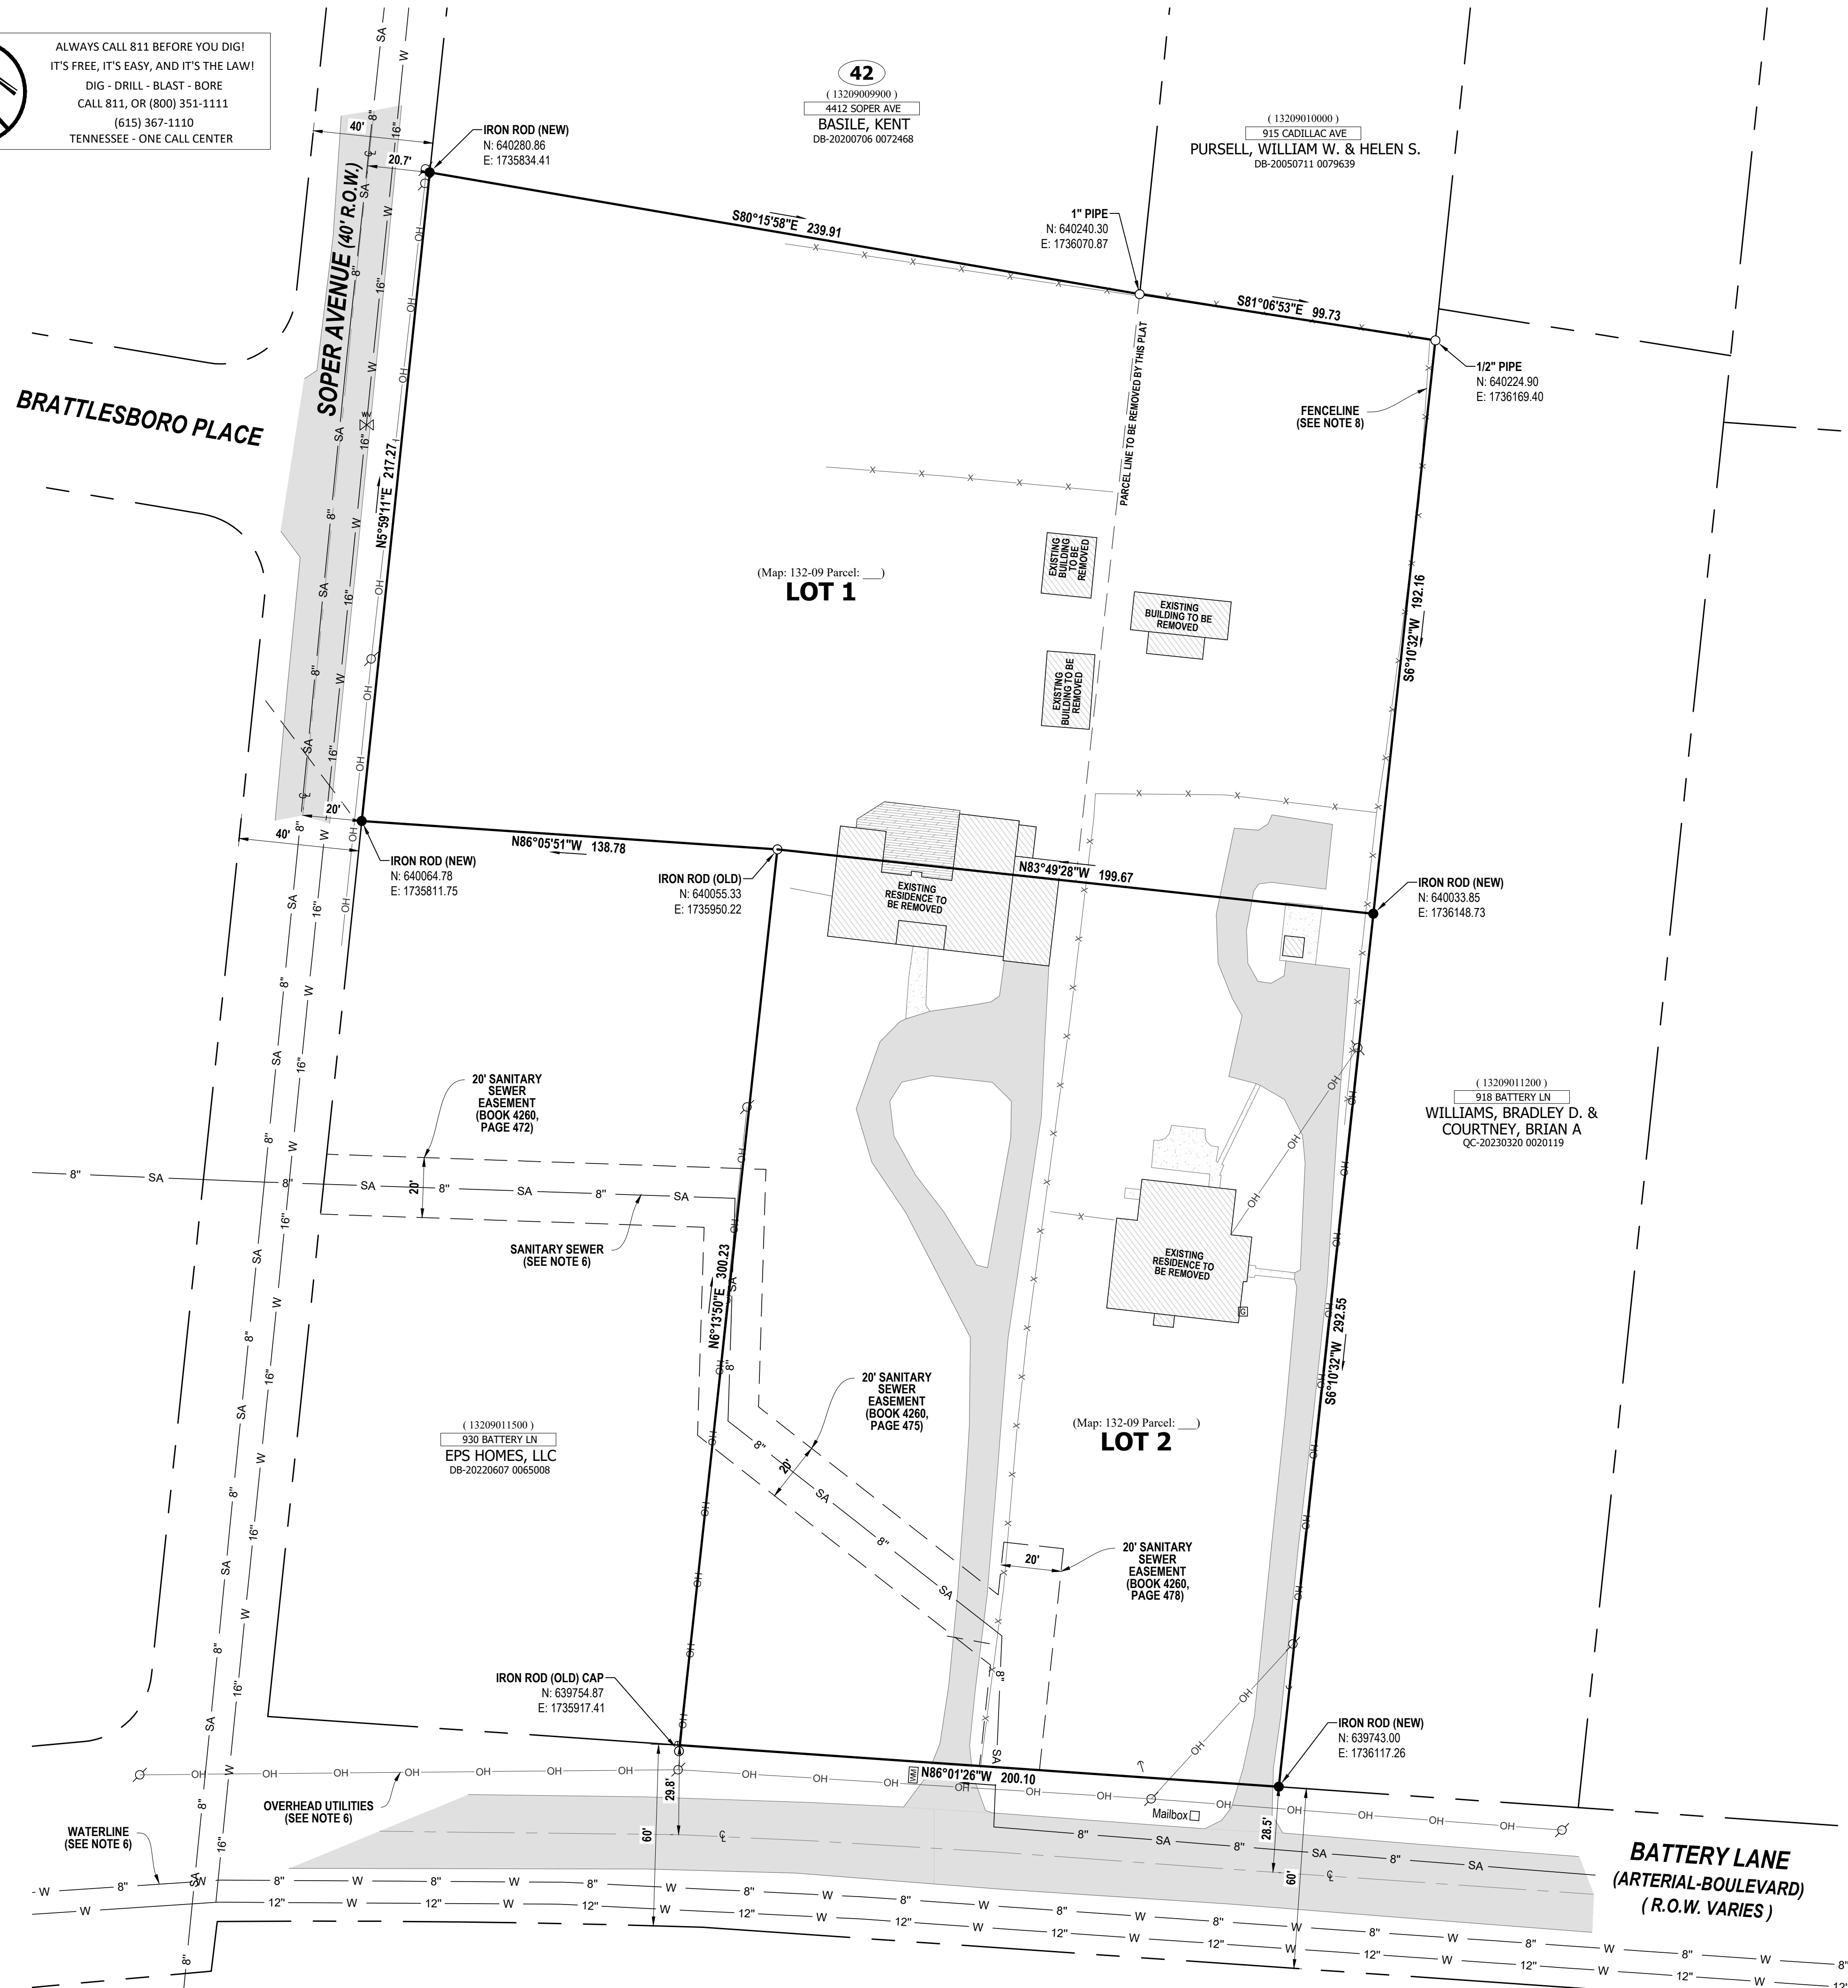 ALWAYS CALL 811 BEFORE YOU DIG!
IT'S FREE, IT'S EASY, AND IT'S THE LAW!
DIG - DRILL - BLAST - BORE
CALL 811, OR (800) 351-1111
(615) 367-1110
TENNESSEE - ONE CALL CENTER
42
( 13209009900 )
4412 SOPER AVE
BASILE, KENT
DB-20200706 0072468
( 13209010000 )
915 CADILLAC AVE
PURSELL, WILLIAM W. & HELEN S.
DB-20050711 0079639
40'
20.7'
IRON ROD (NEW)
N: 640280.86
E: 1735834.41
S80°15'58"E 239.91
1" PIPE
N: 640240.30
E: 1736070.87
S81°06'53"E 99.73
1/2" PIPE
N: 640224.90
E: 1736169.40
FENCELINE
(SEE NOTE 8)
SOPER AVENUE (40' R.O.W.)
BRATTLESBORO PLACE
N5°59'11"E 217.27
WV
PARCEL LINE TO BE REMOVED BY THIS PLAT
(Map: 132-09 Parcel: ___)
LOT 1
EXISTING
BUILDING
TO BE
REMOVED
EXISTING
BUILDING TO BE
REMOVED
EXISTING
BUILDING TO BE
REMOVED
S6°10'32"W 192.16
20'
40'
IRON ROD (NEW)
N: 640064.78
E: 1735811.75
N86°05'51"W 138.78
IRON ROD (OLD)
N: 640055.33
E: 1735950.22
N83°49'28"W 199.67
EXISTING
RESIDENCE TO
BE REMOVED
IRON ROD (NEW)
N: 640033.85
E: 1736148.73
20' SANITARY
SEWER
EASEMENT
(BOOK 4260,
PAGE 472)
20'
SANITARY SEWER
(SEE NOTE 6)
N6°13'50"E 300.23
( 13209011200 )
918 BATTERY LN
WILLIAMS, BRADLEY D. &
COURTNEY, BRIAN A
QC-20230320 0020119
EXISTING
RESIDENCE TO
BE REMOVED
G
S6°10'32"W 292.55
20' SANITARY
SEWER
EASEMENT
(BOOK 4260,
PAGE 475)
20'
( 13209011500 )
930 BATTERY LN
EPS HOMES, LLC
DB-20220607 0065008
(Map: 132-09 Parcel: ___)
LOT 2
20'
20' SANITARY
SEWER
EASEMENT
(BOOK 4260,
PAGE 478)
IRON ROD (OLD) CAP
N: 639754.87
E: 1735917.41
IRON ROD (NEW)
N: 639743.00
E: 1736117.26
N86°01'26"W 200.10
WM
Mailbox
29.8'
60'
28.5'
60'
OVERHEAD UTILITIES
(SEE NOTE 6)
WATERLINE
(SEE NOTE 6)
BATTERY LANE
(ARTERIAL-BOULEVARD)
( R.O.W. VARIES )